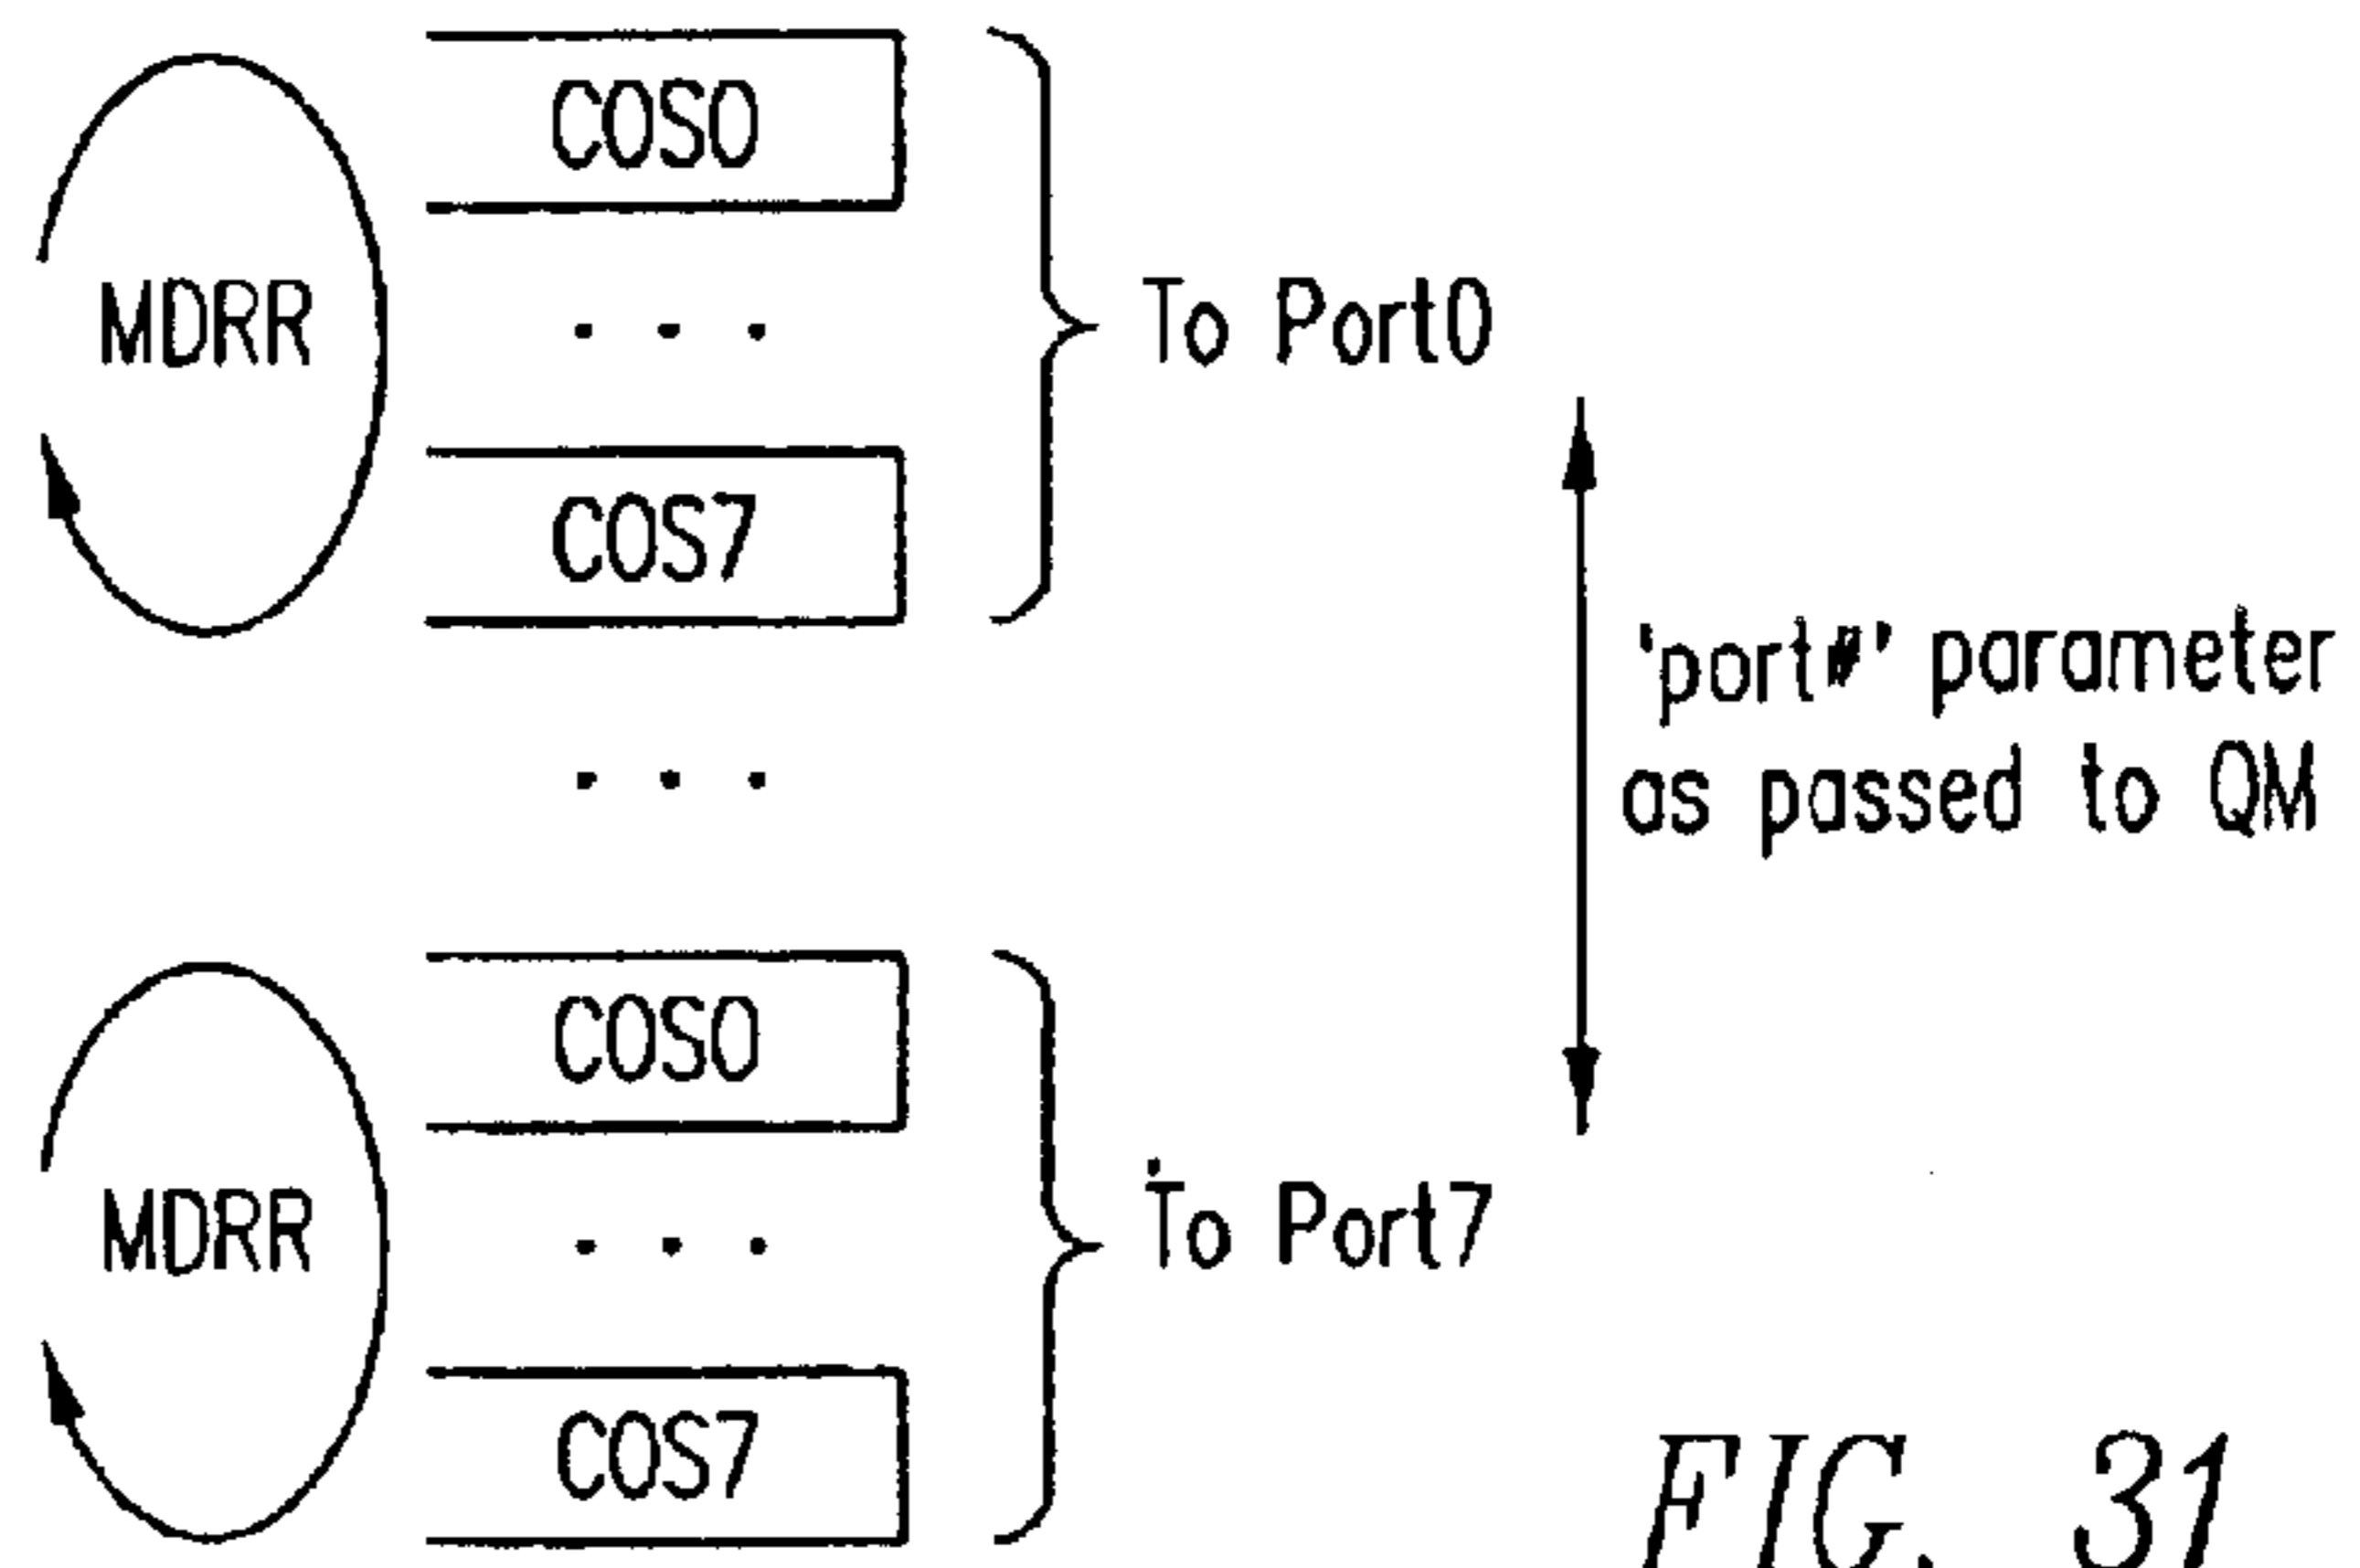 COS0
MDRR
. . .
To Port0
COS7
'port#' parameter
as passed to QM
. . .
COS0
MDRR
. . .
To Port7
COS7
FIG. 31